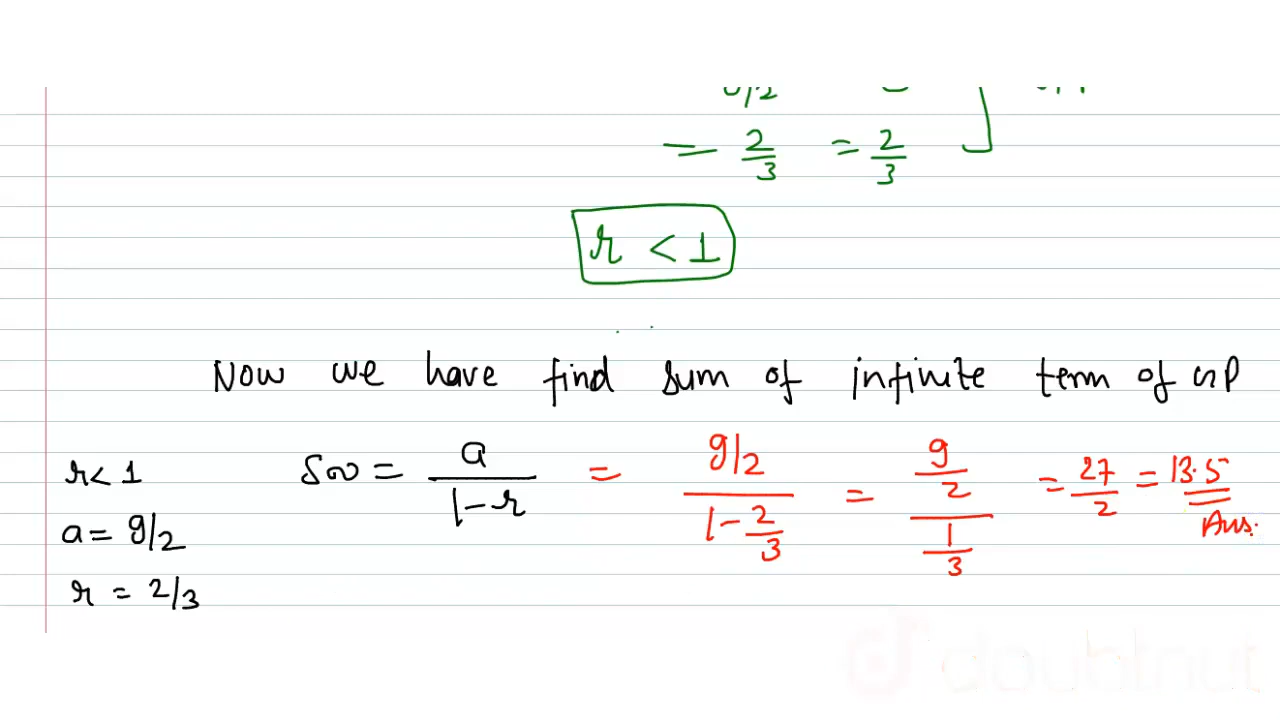 = 2/3 = 2/3
r < 1
Now we have find sum of infinite term of GP
r < 1
S∞ = a/(1-r) = (9/2)/(1-2/3) = (9/2)/(1/3) = 27/2 = 13.5
Ans.
a = 9/2
r = 2/3
doubtnut